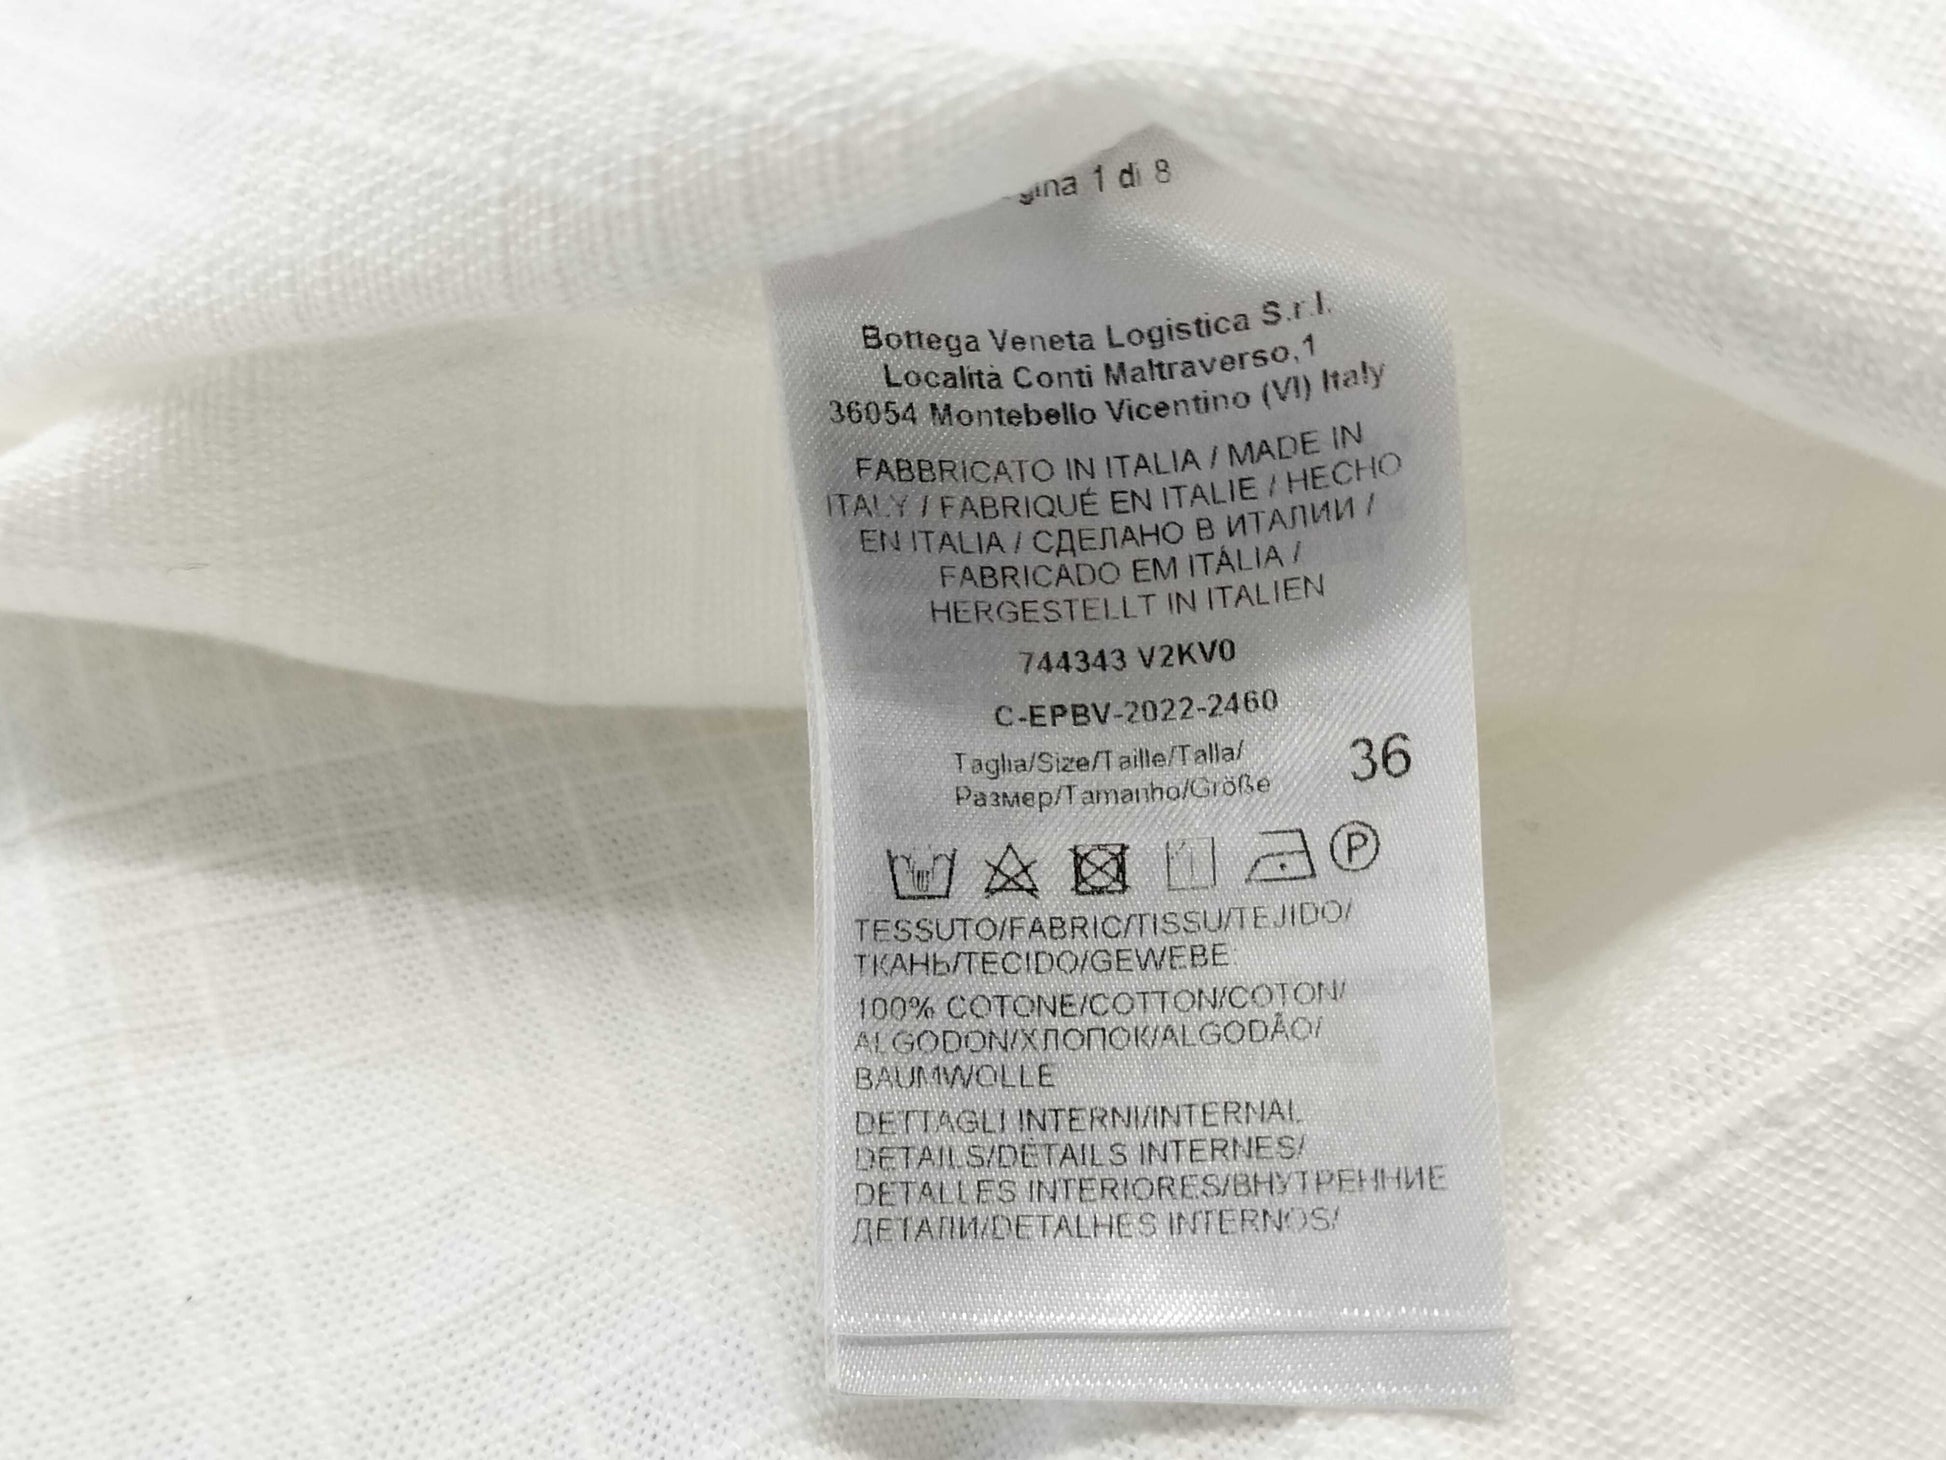 1 di 8
Bottega Veneta Logistica S.r.l.
Località Conti Maltraverso,1
36054 Montebello Vicentino (VI) Italy
FABBRICATO IN ITALIA / MADE IN
ITALY / FABRIQUÉ EN ITALIE / HECHO
EN ITALIA / СДЕЛАНО В ИТАЛИИ /
FABRICADO EM ITÁLIA /
HERGESTELLT IN ITALIEN
744343 V2KV0
C-EPBV-2022-2460
Taglia/Size/Taille/Talla/
Размер/Tamanho/Größe
36
P
TESSUTO/FABRIC/TISSU/TEJIDO/
ТКАНЬ/TECIDO/GEWEBE:
100% COTONE/COTTON/COTON/
ALGODON/ХЛОПОК/ALGODÃO/
BAUMWOLLE
DETTAGLI INTERNI/INTERNAL
DETAILS/DÉTAILS INTERNES/
DETALLES INTERIORES/ВНУТРЕННИЕ
ДЕТАЛИ/DETALHES INTERNOS/